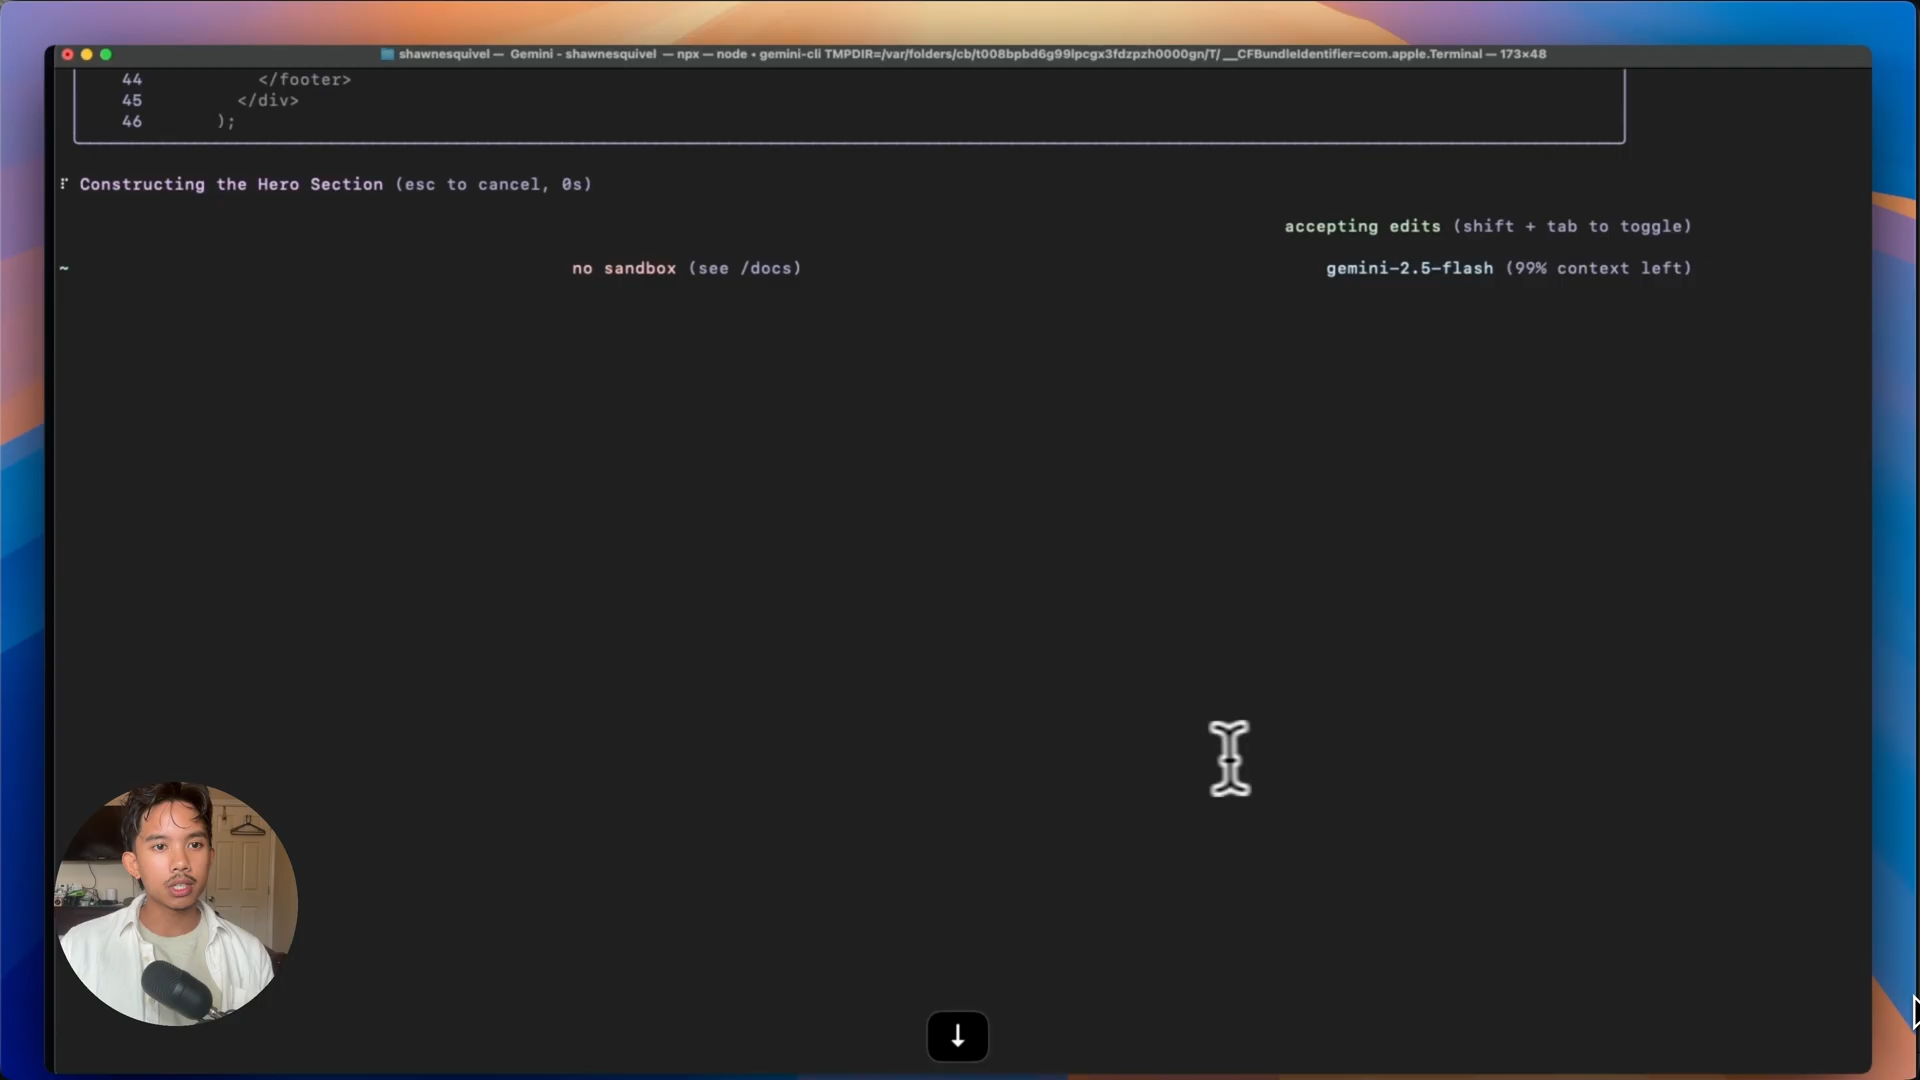 shawnesquivel — Gemini - shawnesquivel — npx — node • gemini-cli TMPDIR=/var/folders/cb/t008bpbd6g99lpcgx3fdzpzh0000gn/T/ __CFBundleIdentifier=com.apple.Terminal — 173×48
44 </footer>
45 </div>
46 );
⠏ Constructing the Hero Section (esc to cancel, 0s)
accepting edits (shift + tab to toggle)
~ no sandbox (see /docs) gemini-2.5-flash (99% context left)
↓